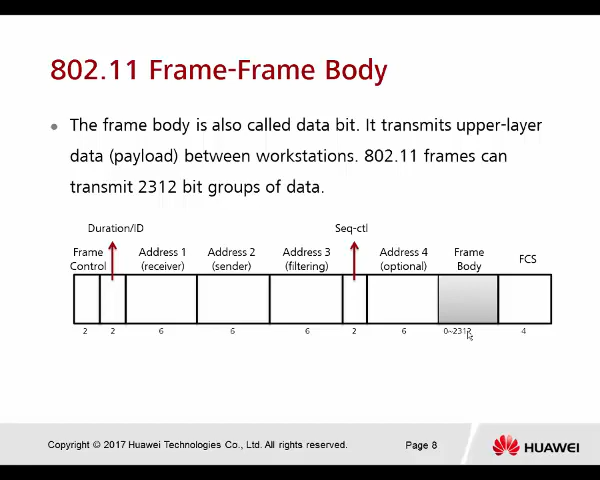 802.11 Frame-Frame Body
The frame body is also called data bit. It transmits upper-layer
data (payload) between workstations. 802.11 frames can
transmit 2312 bit groups of data.
Duration/ID
Seq-ctl
Frame
Control
Address 1
(receiver)
Address 2
(sender)
Address 3
(filtering)
Address 4
(optional)
Frame
Body
FCS
2
2
6
6
6
2
6
0~2312
4
Copyright © 2017 Huawei Technologies Co., Ltd. All rights reserved.
Page 8
HUAWEI